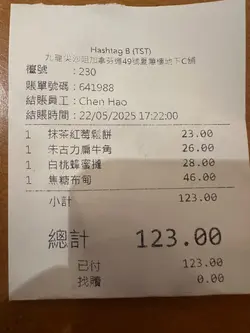 Hashtag B (TST)
九龍尖沙咀加拿芬道49號夏蕙樓地下C舖
檯號 : 230
賬單號碼 : 641988
結賬員工 : Chen Hao
結賬時間 : 22/05/2025 17:22:00
1 抹茶紅莓鬆餅 23.00
1 朱古力扁牛角 26.00
1 白桃蜂蜜撻 28.00
1 焦糖布甸 46.00
小計 123.00
總計 123.00
已付 123.00
找贖 0.00